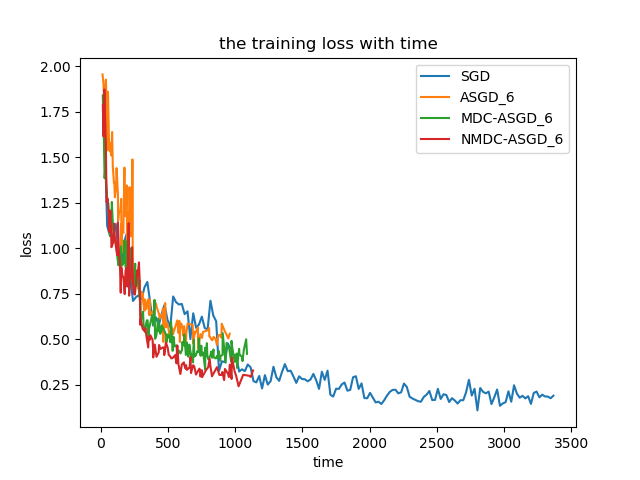 the training loss with time
SGD
ASGD_6
MDC-ASGD_6
NMDC-ASGD_6
loss
2.00
1.75
1.50
1.25
1.00
0.75
0.50
0.25
0 500 1000 1500 2000 2500 3000 3500
time